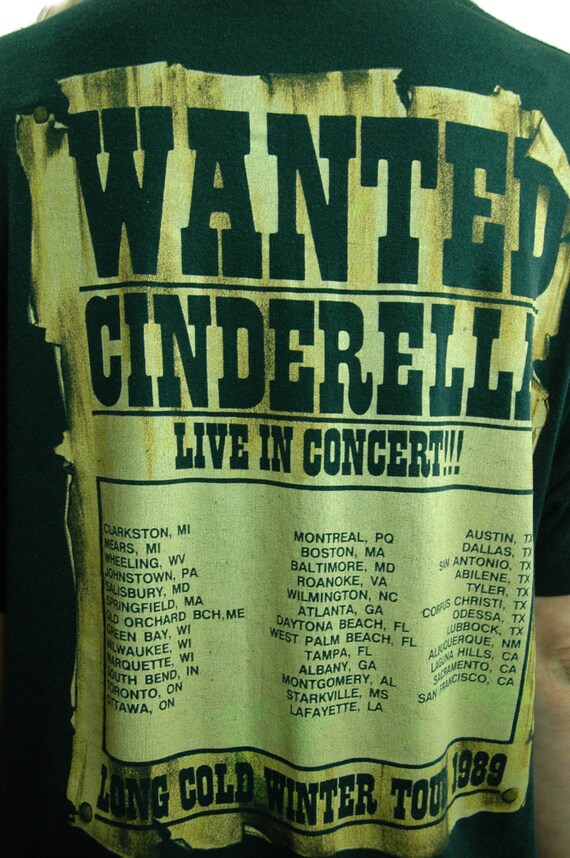 WANTED
CINDERELLA
LIVE IN CONCERT!!!
CLARKSTON, MI
MEARS, MI
WHEELING, WV
JOHNSTOWN, PA
SALISBURY, MD
SPRINGFIELD, MA
OLD ORCHARD BCH,ME
GREEN BAY, WI
MILWAUKEE, WI
MARQUETTE, WI
SOUTH BEND, IN
TORONTO, ON
OTTAWA, ON
MONTREAL, PQ
BOSTON, MA
BALTIMORE, MD
ROANOKE, VA
WILMINGTON, NC
ATLANTA, GA
DAYTONA BEACH, FL
WEST PALM BEACH, FL
TAMPA, FL
ALBANY, GA
MONTGOMERY, AL
STARKVILLE, MS
LAFAYETTE, LA
AUSTIN, TX
DALLAS, TX
SAN ANTONIO, TX
ABILENE, TX
TYLER, TX
CORPUS CHRISTI, TX
ODESSA, TX
LUBBOCK, TX
ALBUQUERQUE, NM
LAGUNA HILLS, CA
SACRAMENTO, CA
SAN FRANCISCO, CA
LONG COLD WINTER TOUR 1989